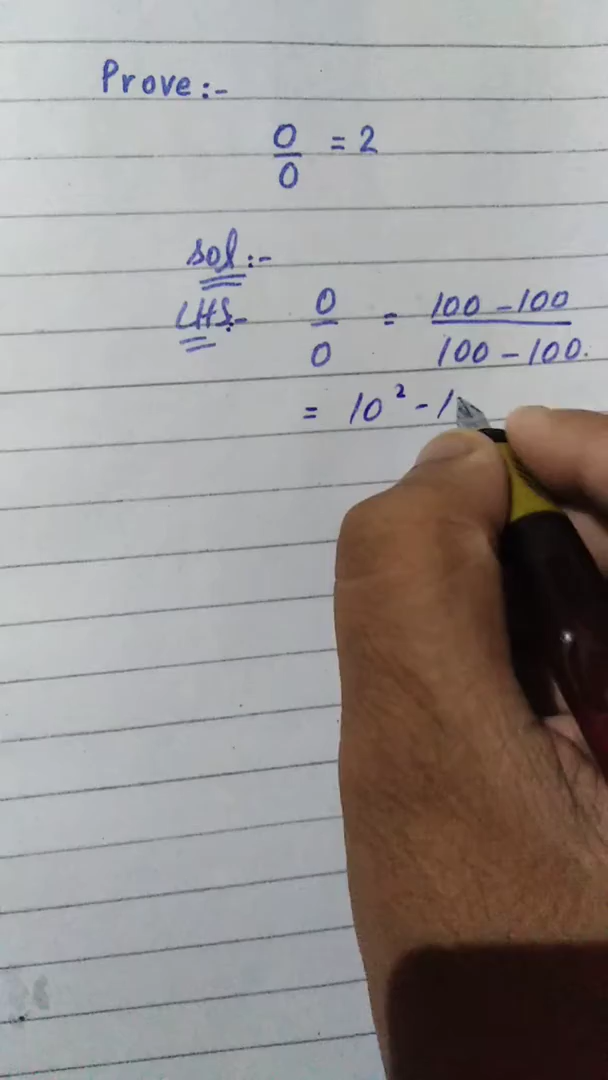 Prove:-
0/0 = 2
Sol:-
LHS:- 0/0 = 100 - 100/100 - 100.
= 10² - 1